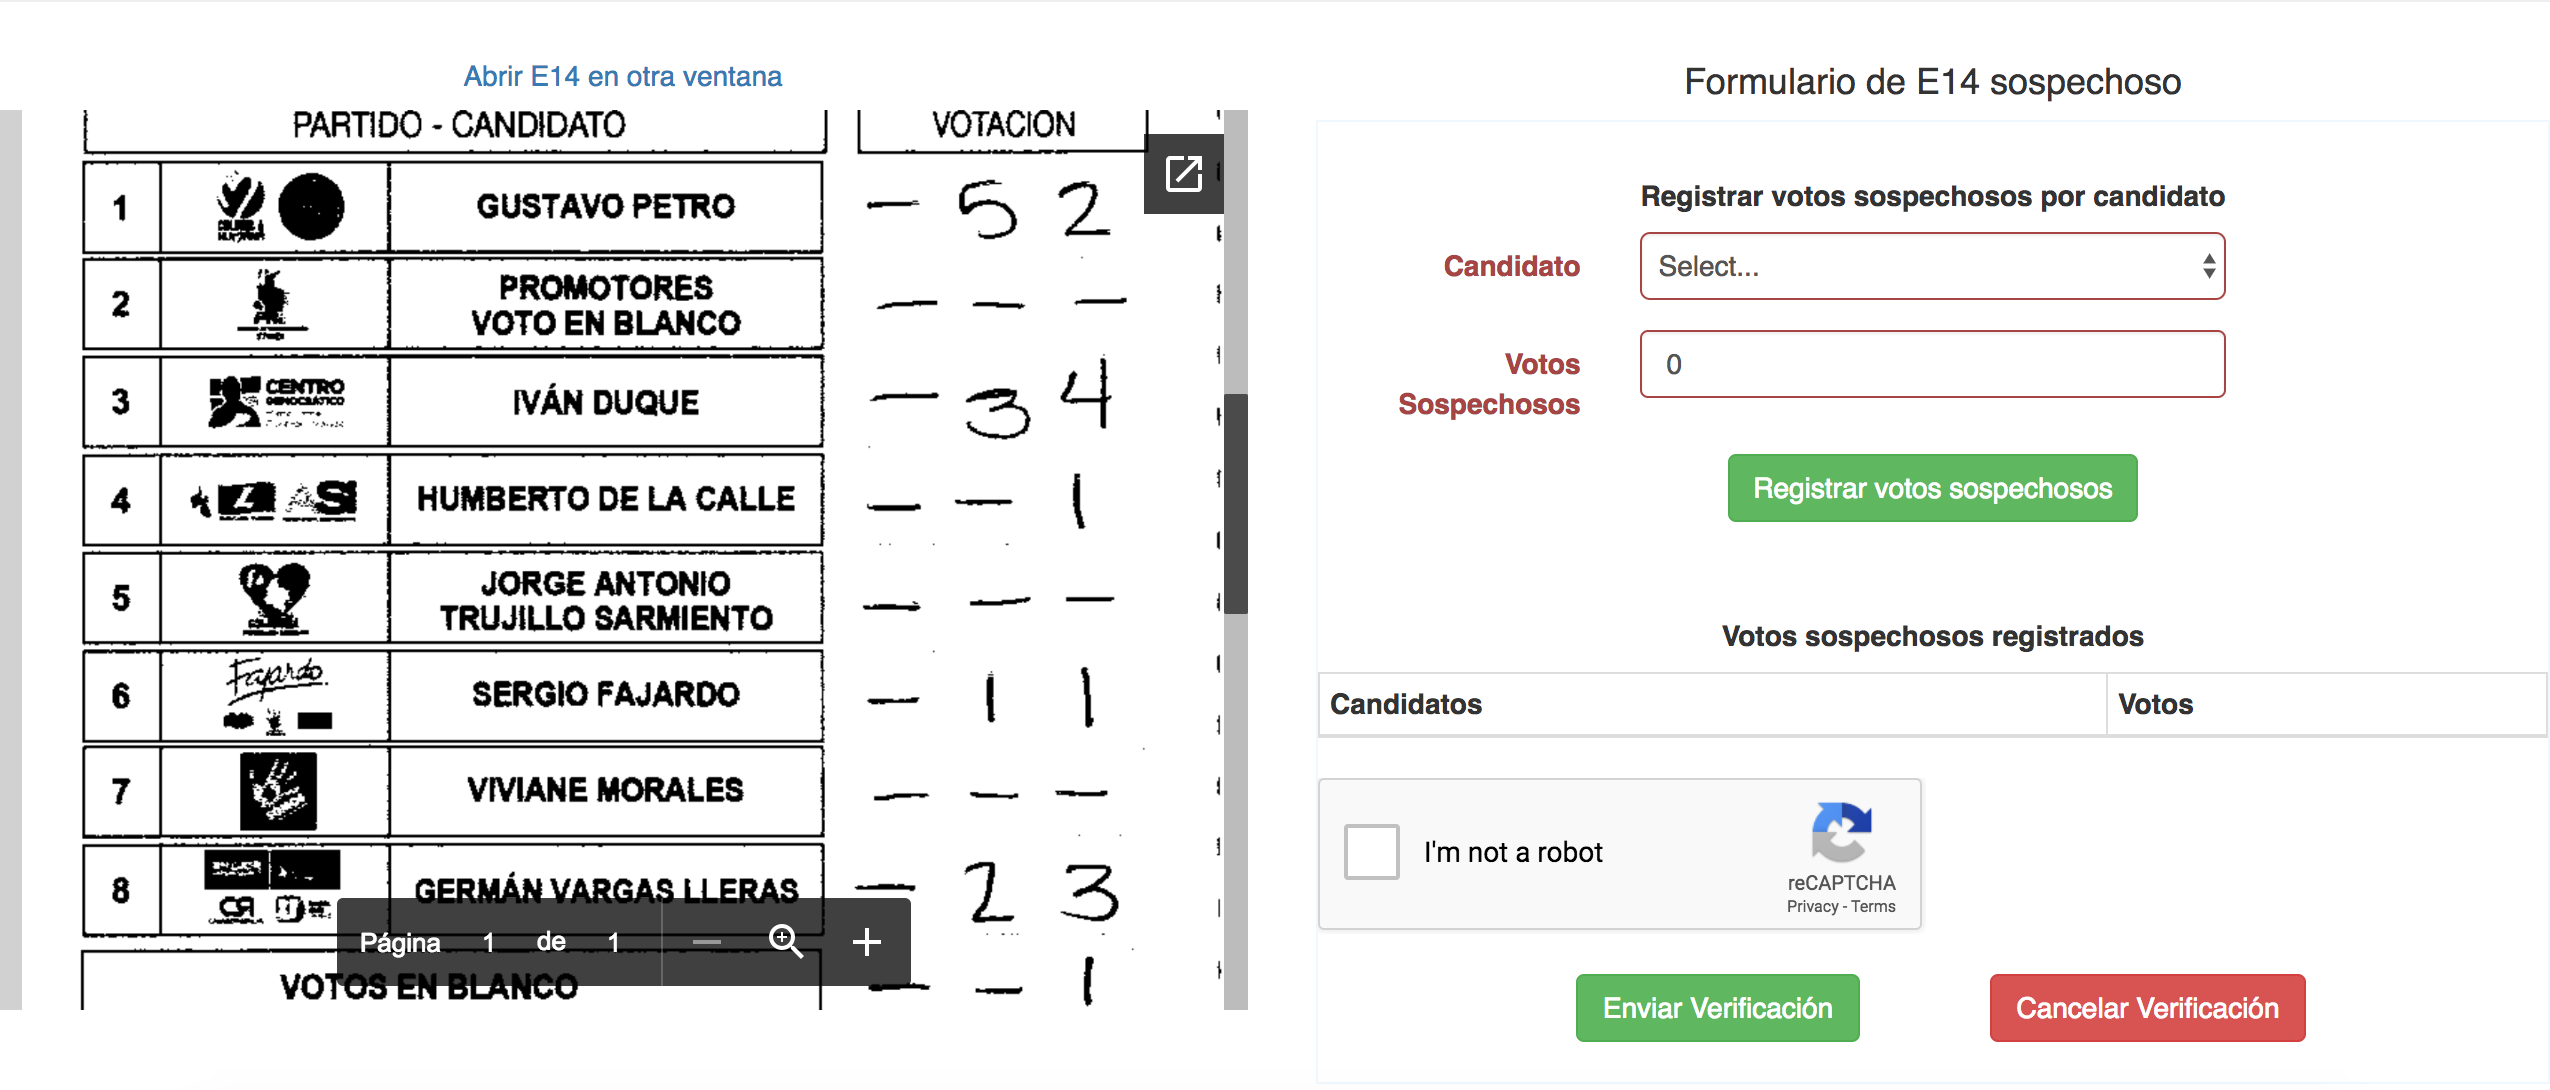 Abrir E14 en otra ventana
PARTIDO - CANDIDATO VOTACION
1 GUSTAVO PETRO - 5 2
2 PROMOTORES
VOTO EN BLANCO - - -
3 CENTRO
DEMOCRÁTICO
IVÁN DUQUE - 3 4
4 HUMBERTO DE LA CALLE - - 1
5 JORGE ANTONIO
TRUJILLO SARMIENTO - - -
6 Fajardo SERGIO FAJARDO - 1 1
7 VIVIANE MORALES - - -
8 CR GERMÁN VARGAS LLERAS - 2 3
Página 1 de 1
VOTOS EN BLANCO - - 1
Formulario de E14 sospechoso
Registrar votos sospechosos por candidato
Candidato Select...
Votos
Sospechosos 0
Registrar votos sospechosos
Votos sospechosos registrados
Candidatos Votos
I'm not a robot
reCAPTCHA
Privacy - Terms
Enviar Verificación Cancelar Verificación